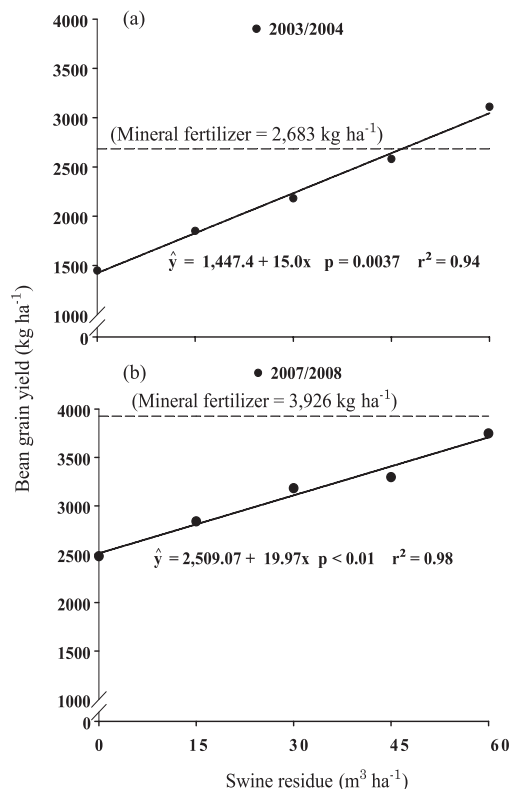 (a)
2003/2004
4000
3500
3000
2500
2000
1500
1000
0
(Mineral fertilizer = 2,683 kg ha⁻¹)
ŷ = 1,447.4 + 15.0x p = 0.0037 r² = 0.94
Bean grain yield (kg ha⁻¹)
(b)
2007/2008
4000
3500
3000
2500
2000
1500
1000
0
(Mineral fertilizer = 3,926 kg ha⁻¹)
ŷ = 2,509.07 + 19.97x p < 0.01 r² = 0.98
0 15 30 45 60
Swine residue (m³ ha⁻¹)